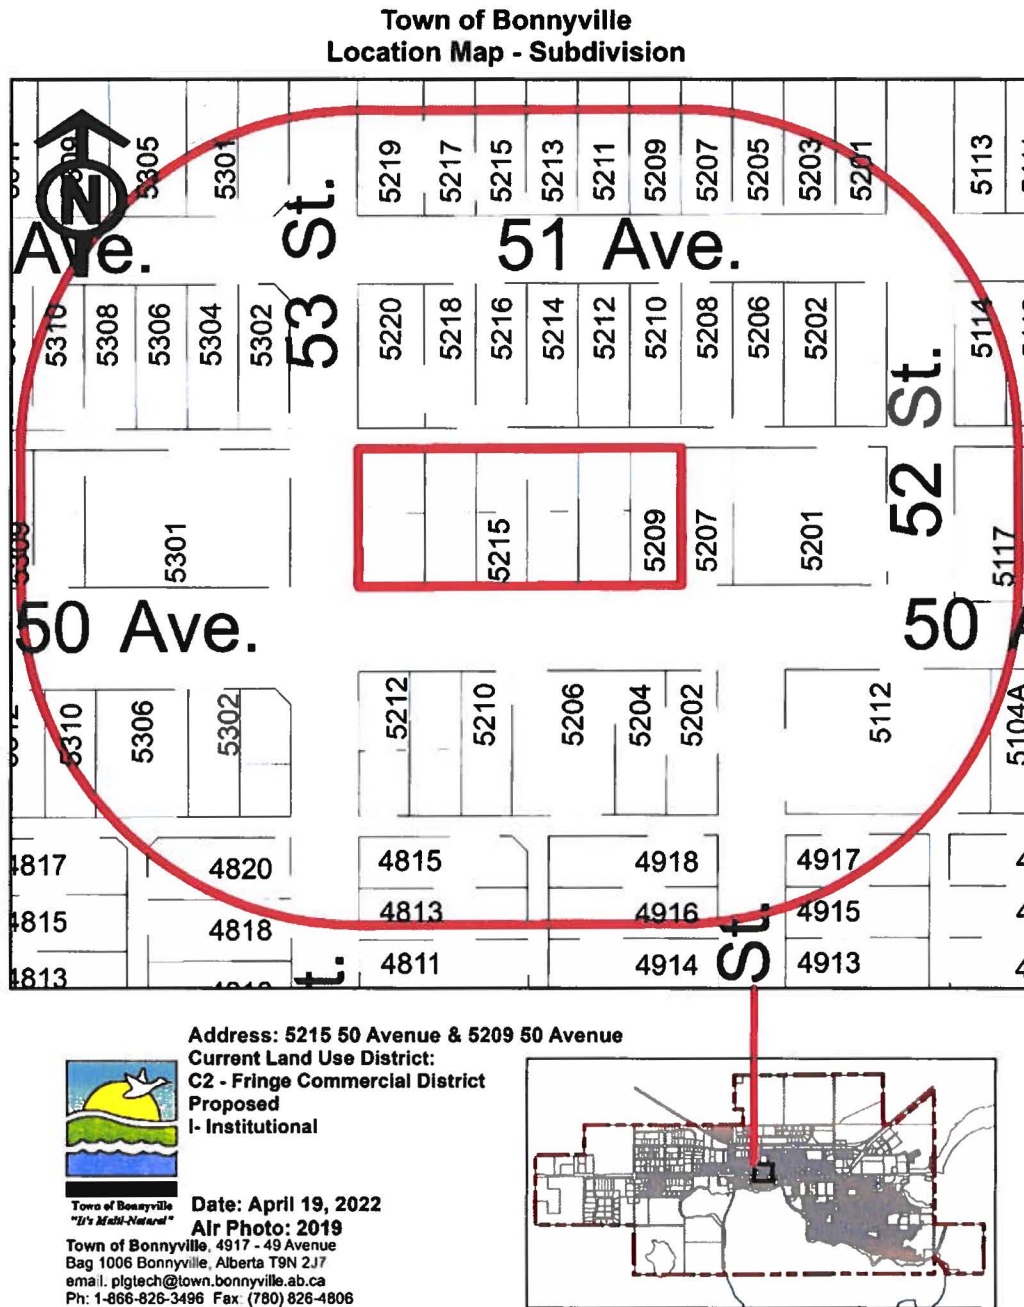 Town of Bonnyville
Location Map - Subdivision
5309
5305
5301
5219
5217
5215
5213
5211
5209
5207
5205
5203
5201
5113
N
Ave.
53 St.
51 Ave.
5310
5308
5306
5304
5302
5220
5218
5216
5214
5212
5210
5208
5206
5202
5114
52 St.
5309
5301
5215
5209
5207
5201
5117
50 Ave.
50
5310
5306
5302
5212
5210
5206
5204
5202
5112
5104A
4817
4820
4815
4918
4917
4815
4818
4813
4916
4915
4813
4811
4914
St.
4913
Address: 5215 50 Avenue & 5209 50 Avenue
Current Land Use District:
C2 - Fringe Commercial District
Proposed
I- Institutional
Town of Bonnyville
"It's Multi-Natural"
Date: April 19, 2022
Air Photo: 2019
Town of Bonnyville, 4917 - 49 Avenue
Bag 1006 Bonnyville, Alberta T9N 2J7
email. plgtech@town.bonnyville.ab.ca
Ph: 1-866-826-3496 Fax: (780) 826-4806